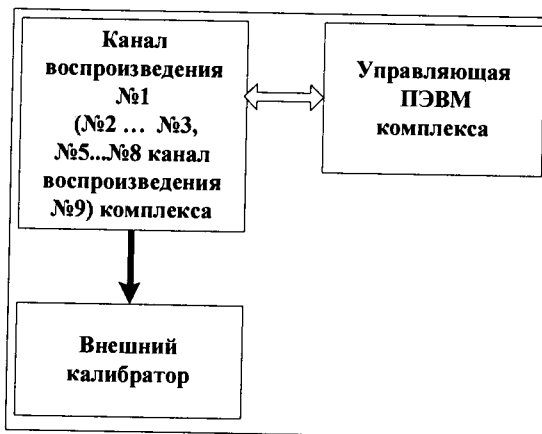 Канал
воспроизведения
№1
(№2 ... №3,
№5...№8 канал
воспроизведения
№9) комплекса
Управляющая
ПЭВМ
комплекса
Внешний
калибратор